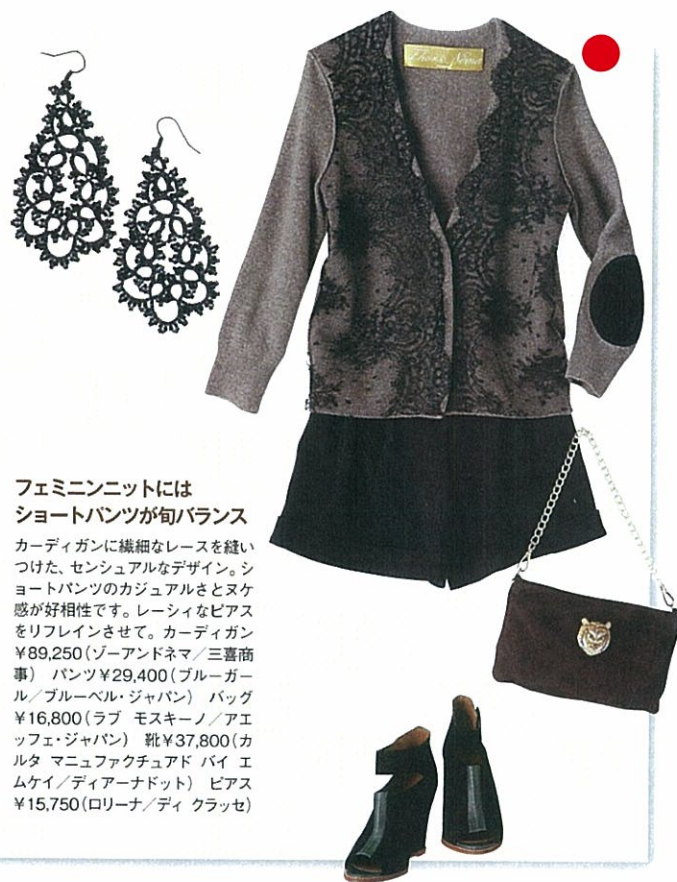 フェミニンニットには
ショートパンツが旬バランス
カーディガンに繊細なレースを縫い
つけた、センシュアルなデザイン。シ
ョートパンツのカジュアルさとヌケ
感が好相性です。レーシィなピアス
をリフレインさせて。カーディガン
¥89,250(ゾーアンドネマ/三喜商
事) パンツ¥29,400(ブルーガー
ル/ブルーベル・ジャパン) バッグ
¥16,800(ラブ モスキーノ/アエ
ッフェ・ジャパン) 靴¥37,800(カ
ルタ マニュファクチュアド バイ エ
ムケイ/ディアーナドット) ピアス
¥15,750(ロリーナ/ディ クラッセ)